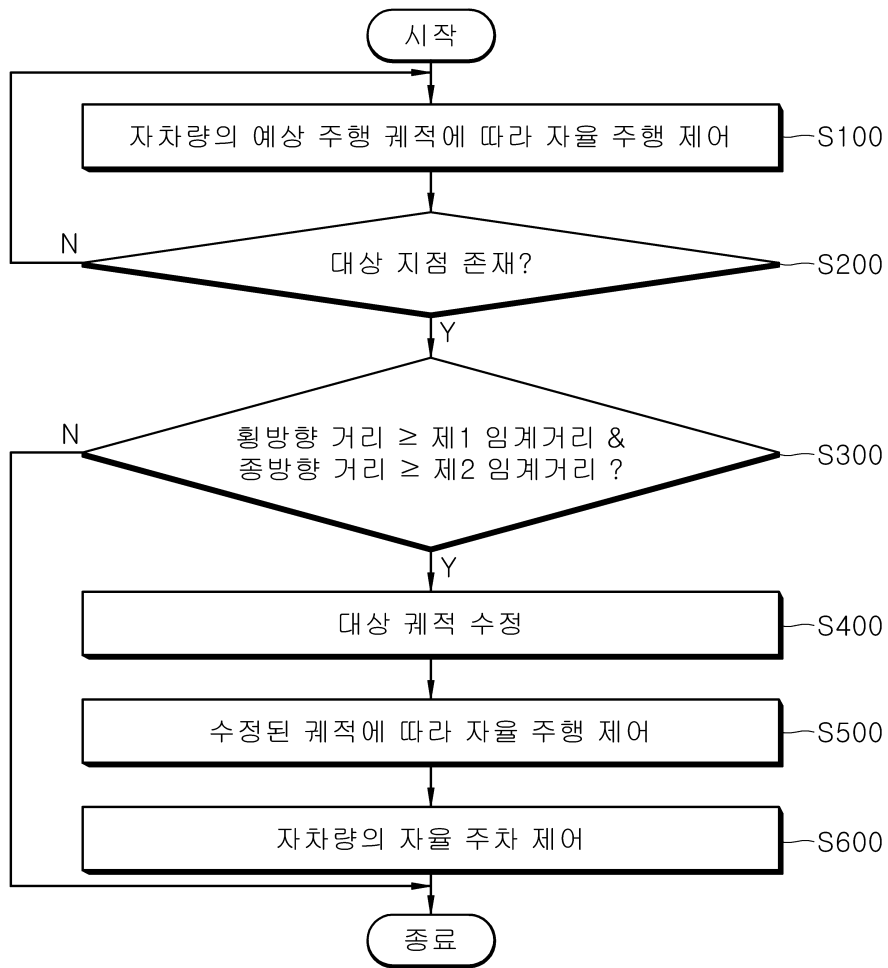 시작
자차량의 예상 주행 궤적에 따라 자율 주행 제어
S100
N
대상 지점 존재?
S200
Y
N
횡방향 거리 ≥ 제1 임계거리 &
종방향 거리 ≥ 제2 임계거리 ?
S300
Y
대상 궤적 수정
S400
수정된 궤적에 따라 자율 주행 제어
S500
자차량의 자율 주차 제어
S600
종료